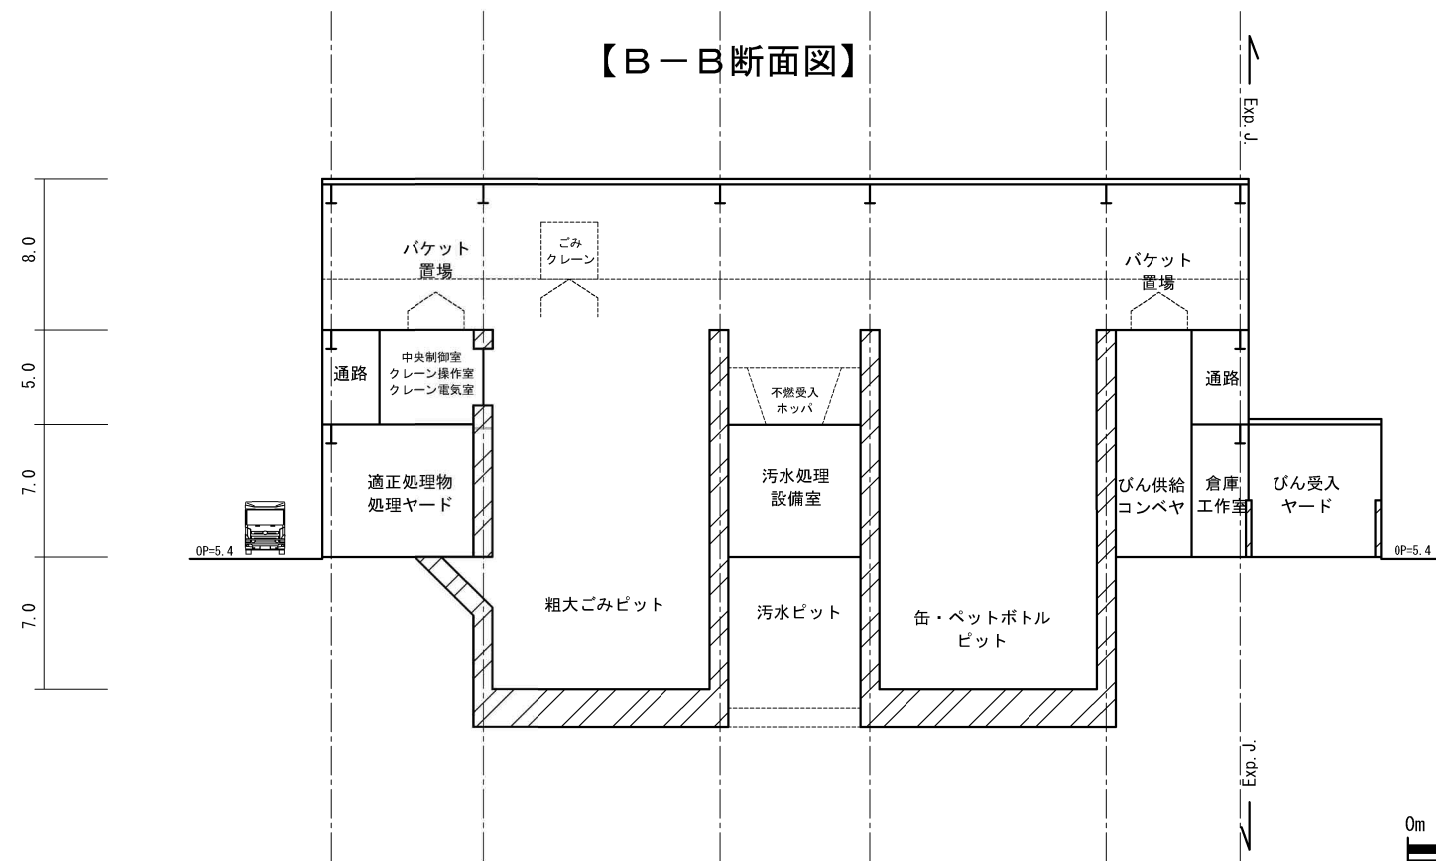 【B-B断面図】
Exp. J.
8.0
5.0
7.0
7.0
バケット
置場
ごみ
クレーン
バケット
置場
通路
中央制御室
クレーン操作室
クレーン電気室
不燃受入
ホッパ
通路
適正処理物
処理ヤード
汚水処理
設備室
びん供給
コンベヤ
倉庫
工作室
びん受入
ヤード
OP=5.4
OP=5.4
粗大ごみピット
汚水ピット
缶・ペットボトル
ピット
Exp. J.
0m